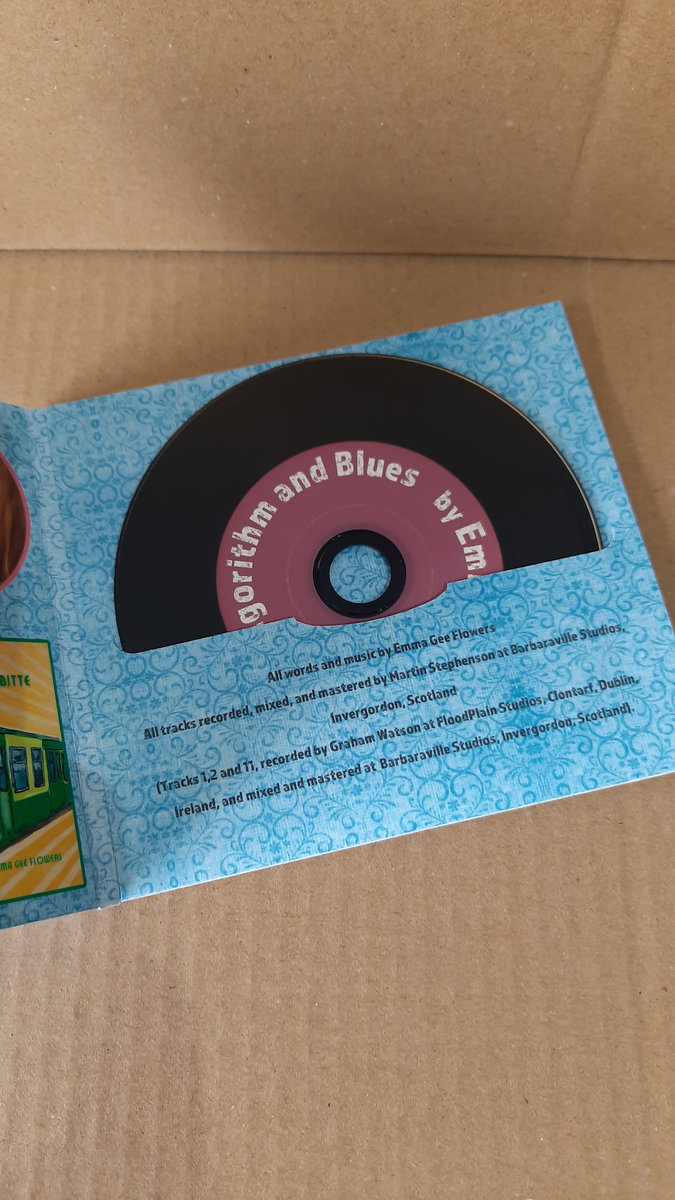 gorithm and Blues by Em
All words and music by Emma Gee Flowers
All tracks recorded, mixed, and mastered by Martin Stephenson at Barbaraville Studios,
Invergordon, Scotland
(Tracks 1,2 and 11, recorded by Graham Watson at FloodPlain Studios, Clontarf, Dublin,
Ireland, and mixed and mastered at Barbaraville Studios, Invergordon, Scotland).
BITTE
MA GEE FLOWERS